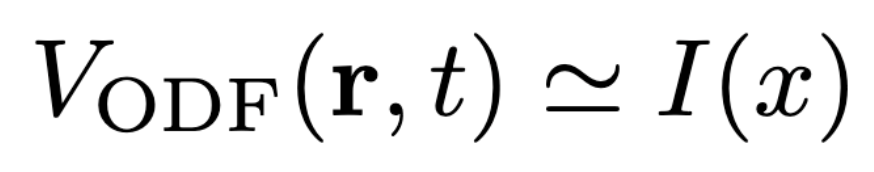 V_ODF(r, t) ≃ I(x)